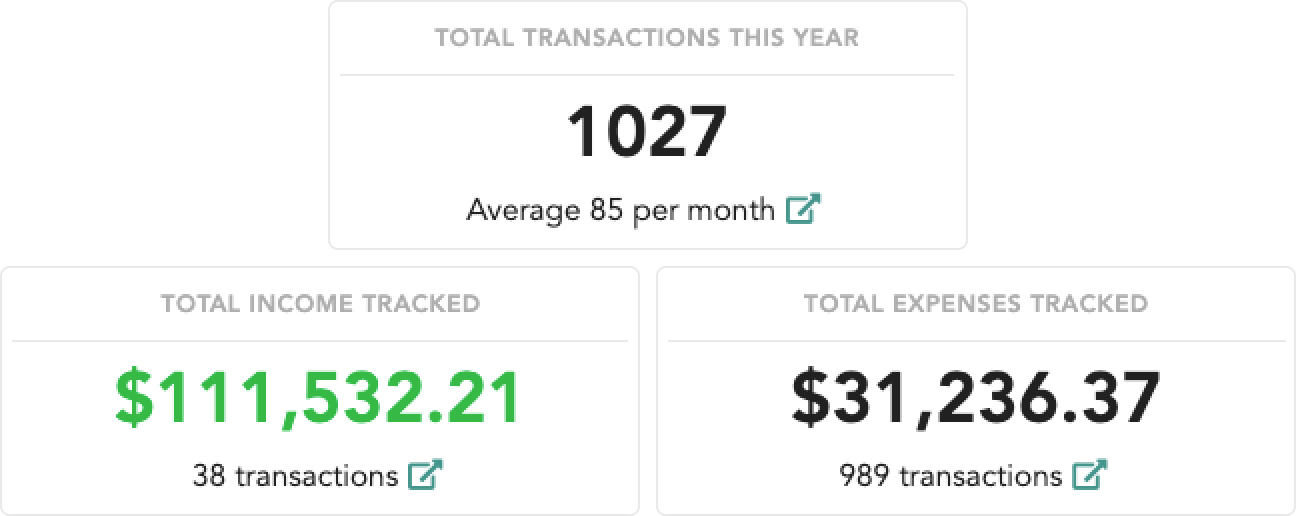 TOTAL TRANSACTIONS THIS YEAR
1027
Average 85 per month
TOTAL INCOME TRACKED
$111,532.21
38 transactions
TOTAL EXPENSES TRACKED
$31,236.37
989 transactions